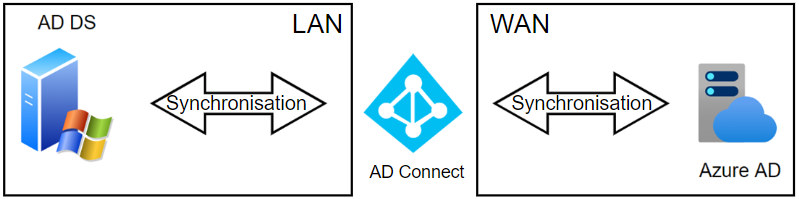 AD DS
LAN
Synchronisation
AD Connect
WAN
Synchronisation
Azure AD